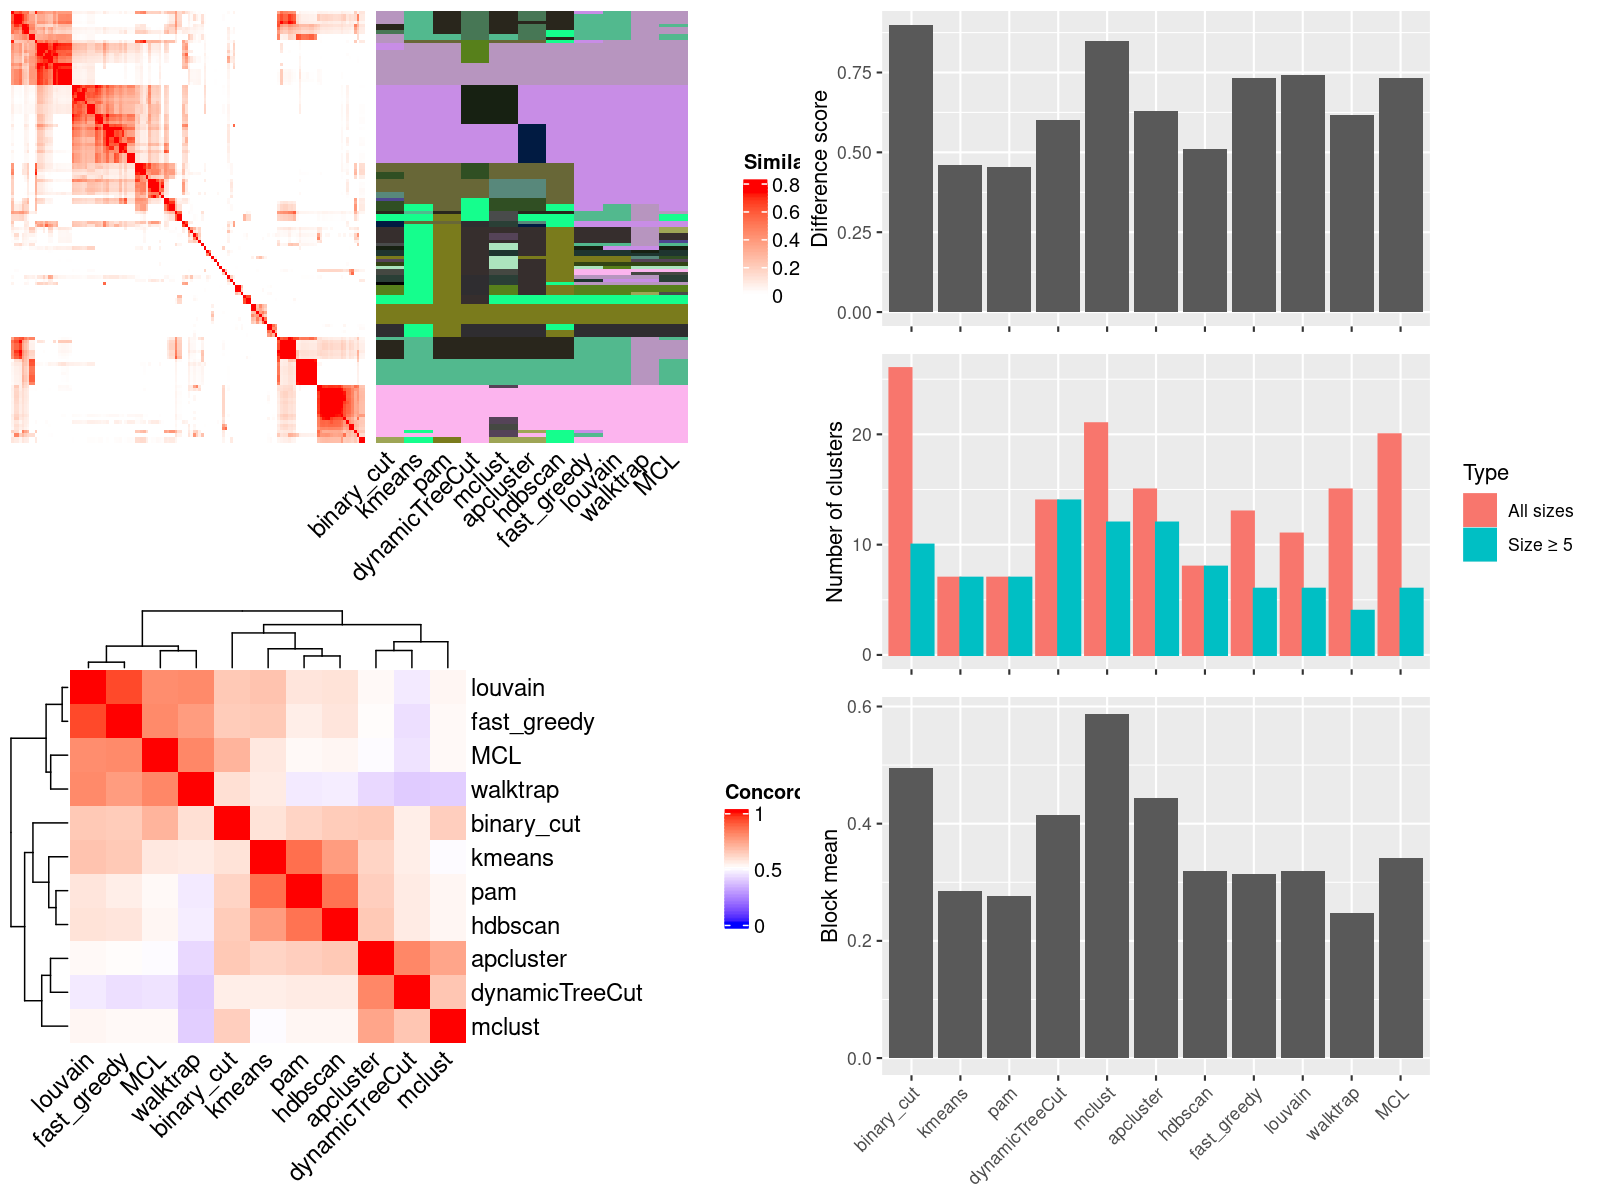 Simila
0.8
0.6
0.4
0.2
0
binary_cut
kmeans
pam
dynamicTreeCut
mclust
apcluster
hdbscan
fast_greedy
louvain
walktrap
MCL
louvain
fast_greedy
MCL
walktrap
binary_cut
kmeans
pam
hdbscan
apcluster
dynamicTreeCut
mclust
louvain
fast_greedy
MCL
walktrap
binary_cut
kmeans
pam
hdbscan
apcluster
dynamicTreeCut
mclust
Concord
1
0.5
0
Difference score
0.75
0.50
0.25
0.00
Number of clusters
20
10
0
Type
All sizes
Size ≥ 5
Block mean
0.6
0.4
0.2
0.0
binary_cut
kmeans
pam
dynamicTreeCut
mclust
apcluster
hdbscan
fast_greedy
louvain
walktrap
MCL